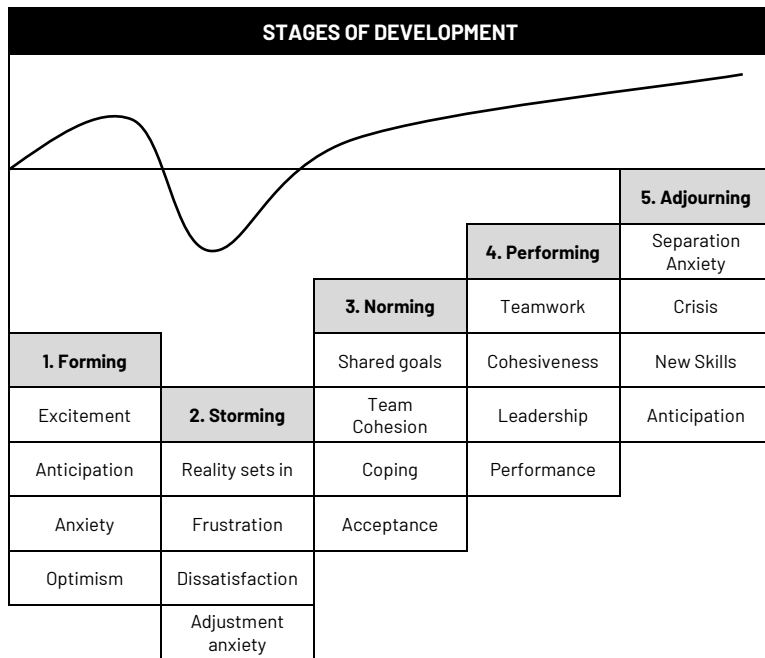 STAGES OF DEVELOPMENT
1. Forming
Excitement
Anticipation
Anxiety
Optimism
2. Storming
Reality sets in
Frustration
Dissatisfaction
Adjustment
anxiety
3. Norming
Shared goals
Team
Cohesion
Coping
Acceptance
4. Performing
Teamwork
Cohesiveness
Leadership
Performance
5. Adjourning
Separation
Anxiety
Crisis
New Skills
Anticipation